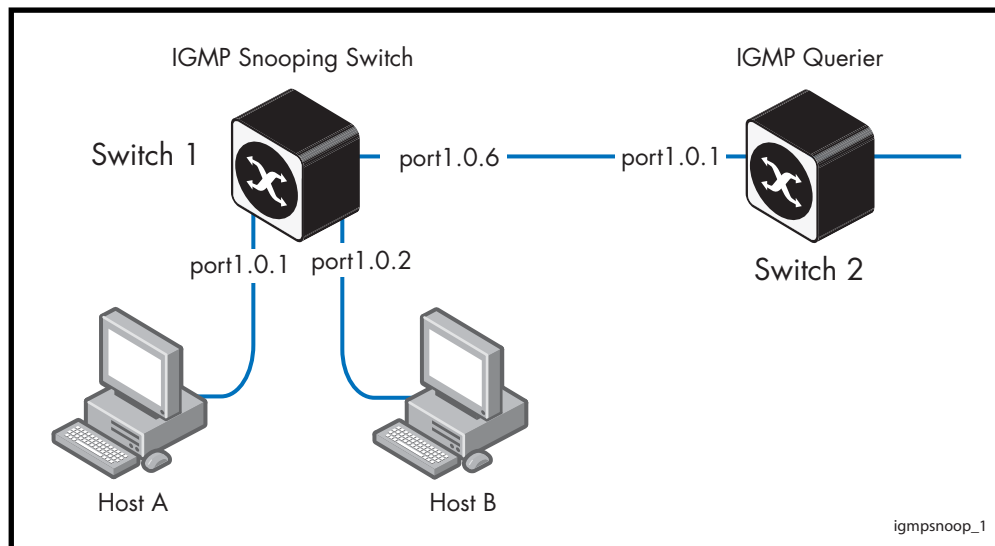 IGMP Snooping Switch
IGMP Querier
Switch 1
port1.0.6
port1.0.1
Switch 2
port1.0.1
port1.0.2
Host A
Host B
igmpsnoop_1